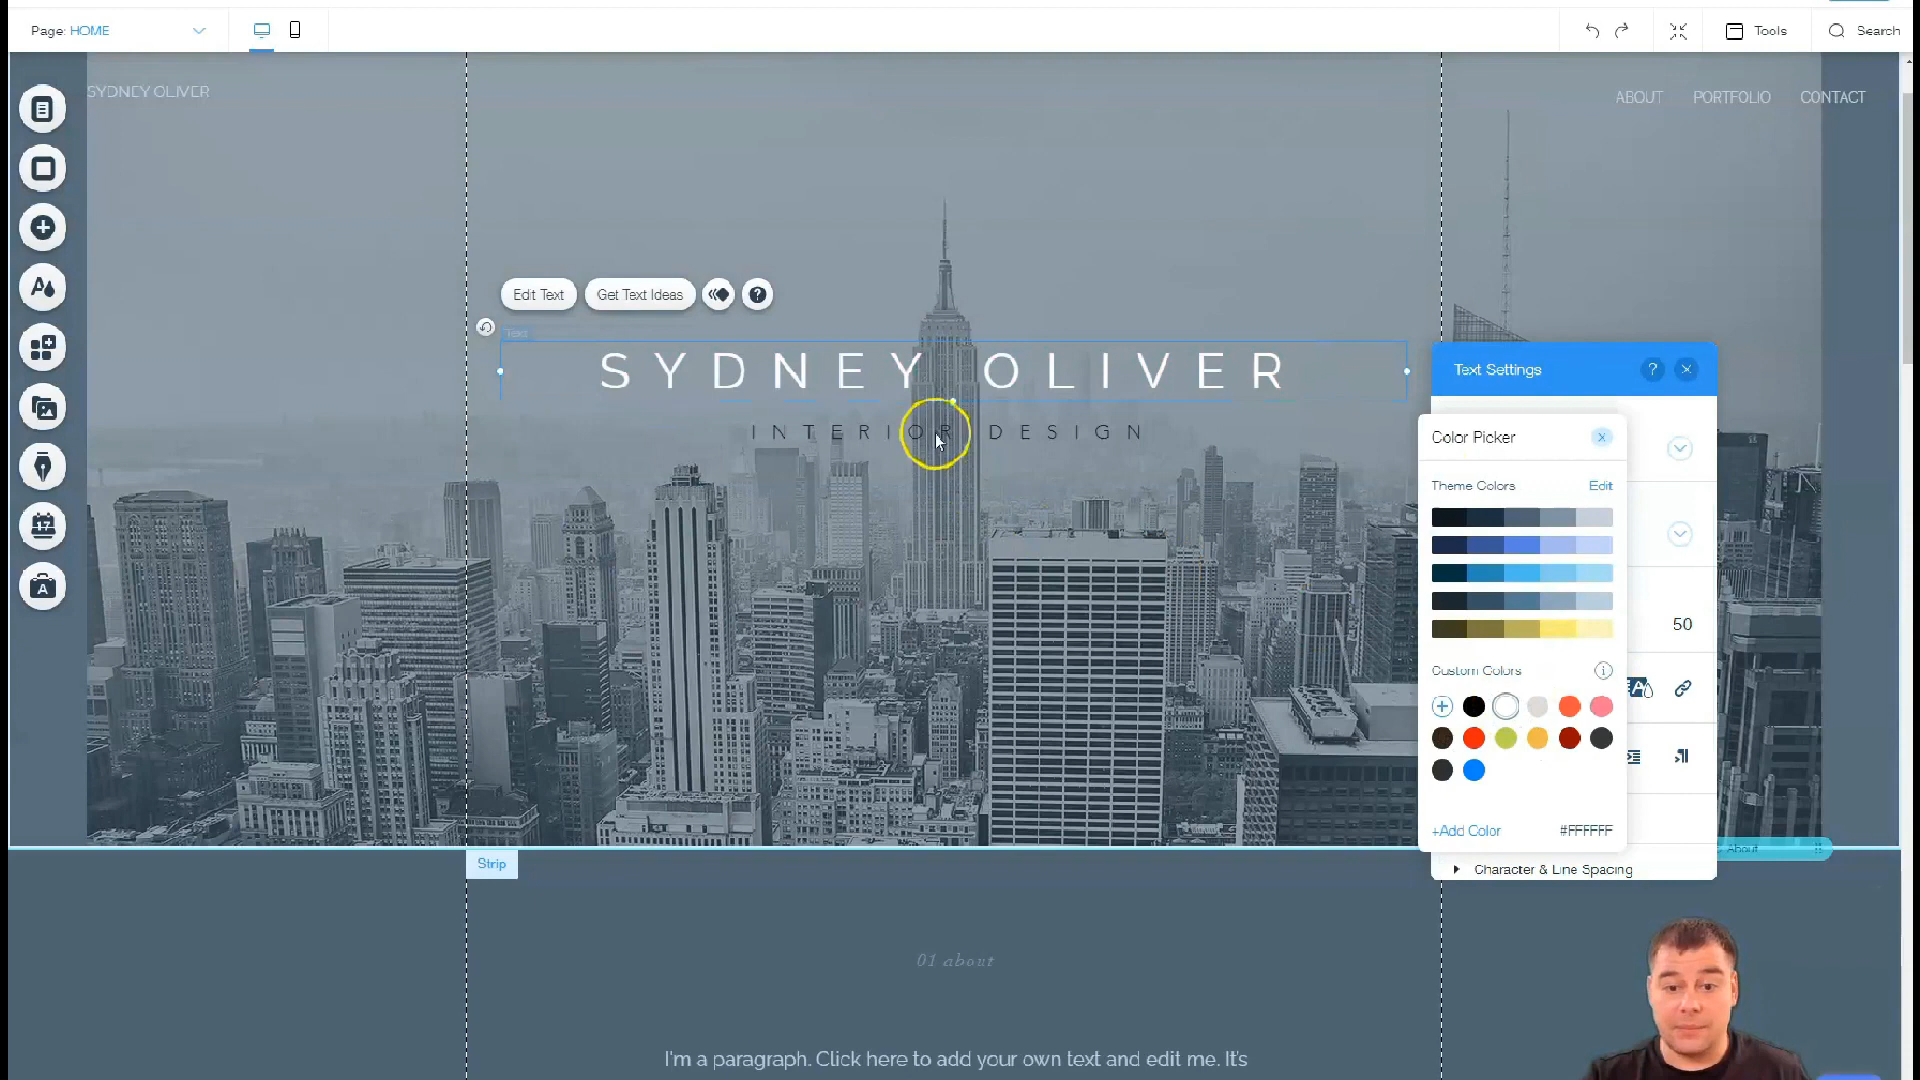 Page: HOME
Tools
Search
SYDNEY OLIVER
ABOUT PORTFOLIO CONTACT
Edit Text
Get Text Ideas
?
Text
SYDNEY OLIVER
INTERIOR DESIGN
Text Settings
?
Color Picker
Theme Colors
Edit
50
Custom Colors
+Add Color
#FFFFFF
Character & Line Spacing
About
Strip
17
A
01 about
I'm a paragraph. Click here to add your own text and edit me. It's